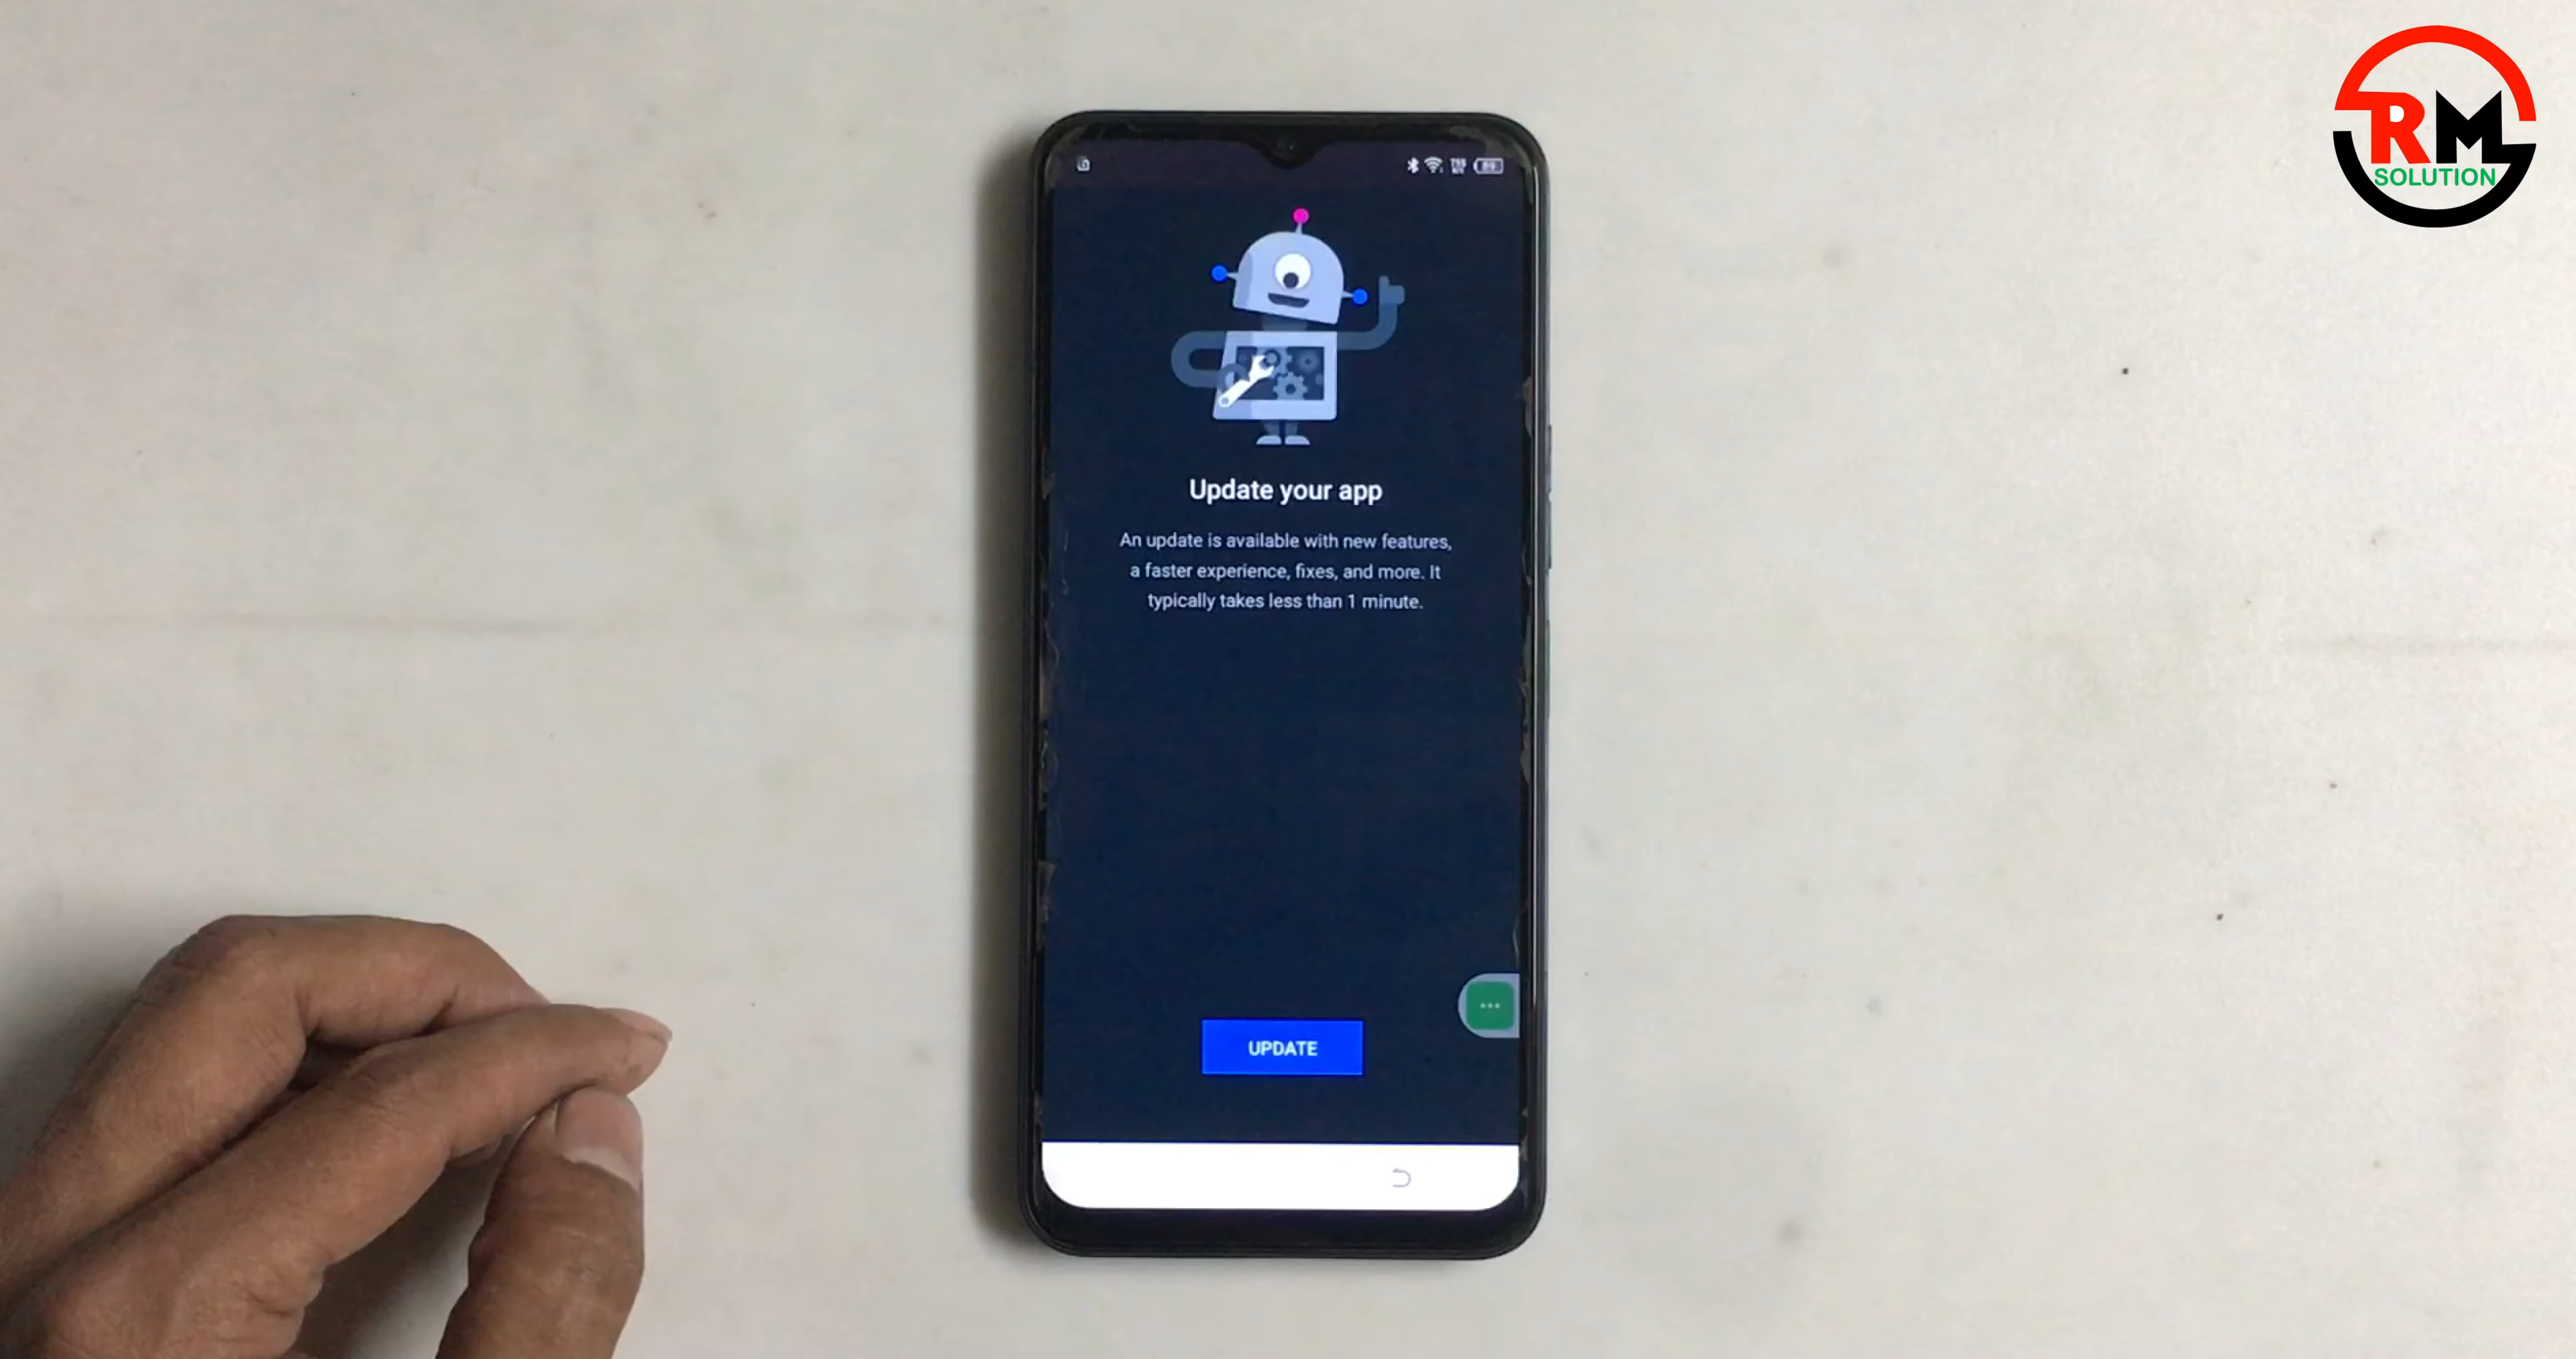 RM
SOLUTION
89
Update your app
An update is available with new features,
a faster experience, fixes, and more. It
typically takes less than 1 minute.
UPDATE